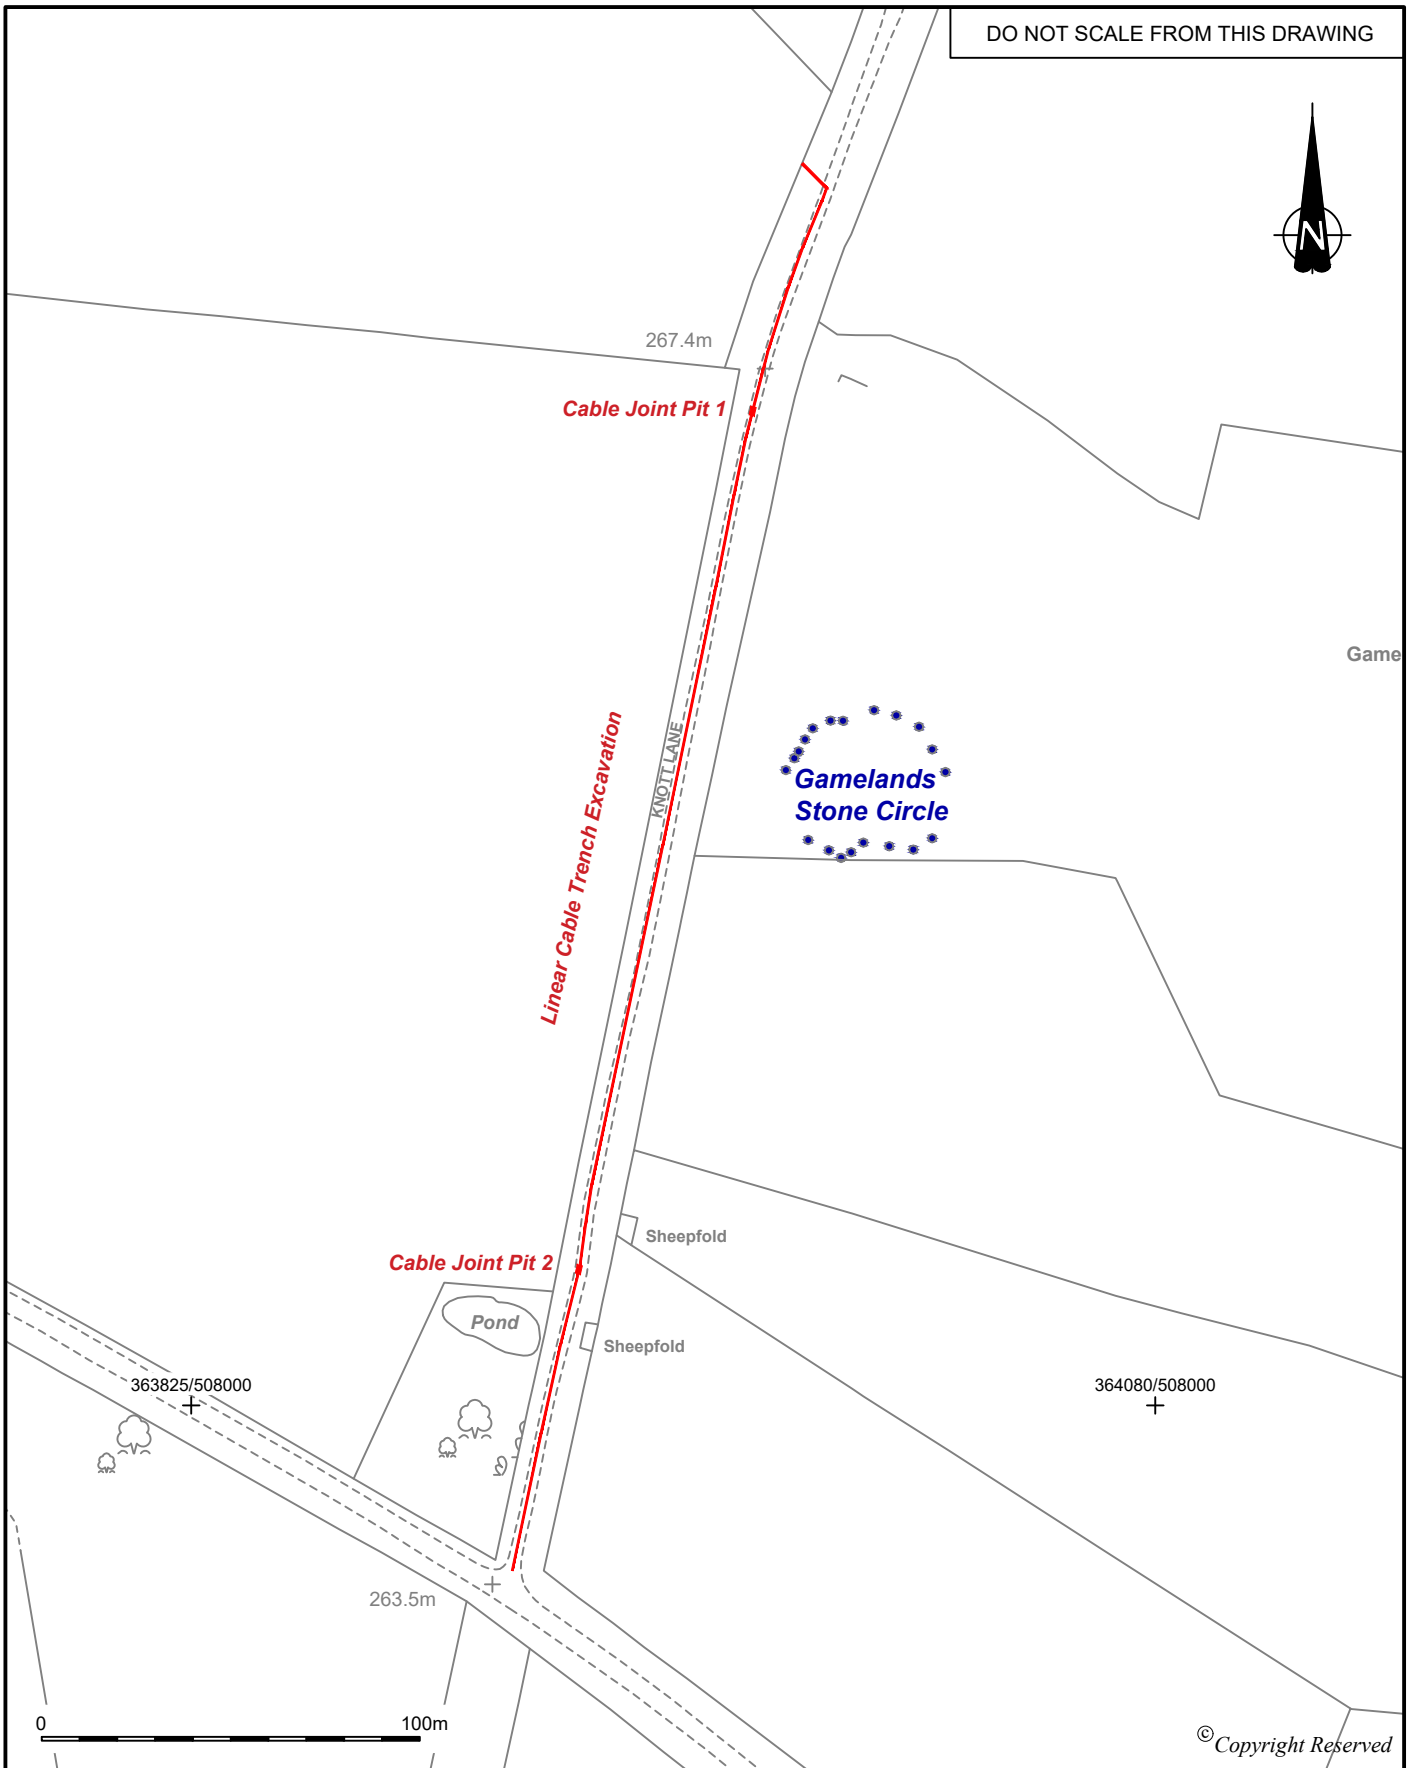 DO NOT SCALE FROM THIS DRAWING
N
267.4m
Cable Joint Pit 1
Game
KNOTT LANE
Linear Cable Trench Excavation
Gamelands
Stone Circle
Sheepfold
Cable Joint Pit 2
Pond
Sheepfold
363825/508000
364080/508000
263.5m
0
100m
©Copyright Reserved